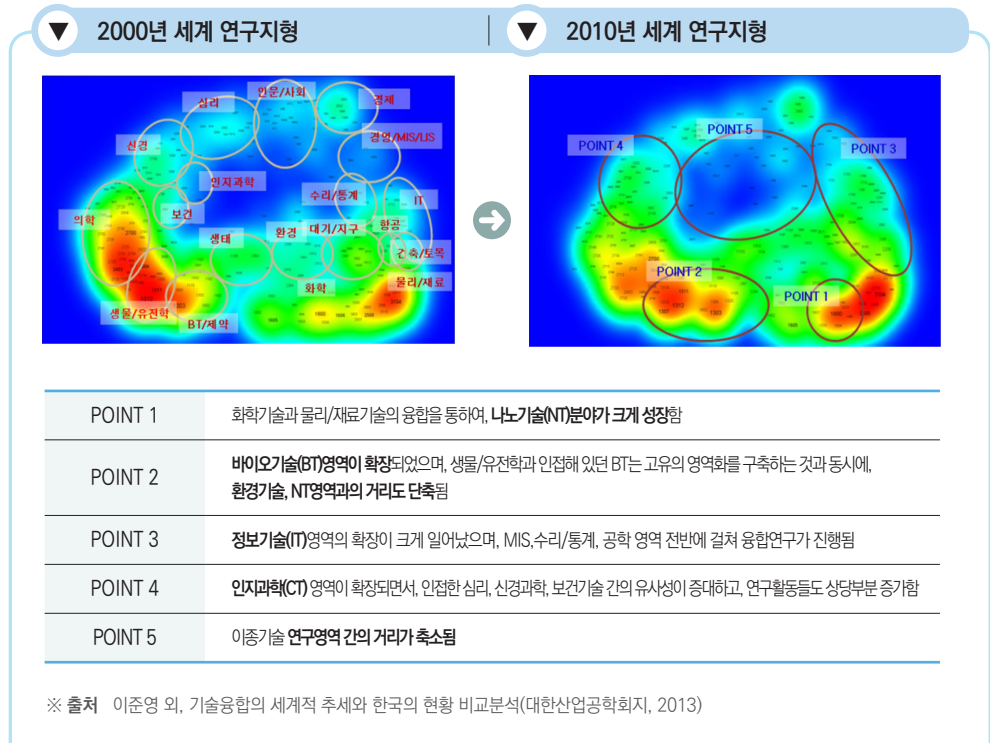 ▼ 2000년 세계 연구지형
▼ 2010년 세계 연구지형
인문/사회
심리
경제
신경
경영/MIS/LIS
인지과학
수리/통계
IT
의학
보건
생태
환경
대기/지구
항공
건축/토목
화학
물리/재료
생물/유전학
BT/제약
POINT 5
POINT 4
POINT 3
POINT 2
POINT 1
POINT 1 화학기술과 물리/재료기술의 융합을 통하여, 나노기술(NT)분야가 크게 성장함
POINT 2 바이오기술(BT)영역이 확장되었으며, 생물/유전학과 인접해 있던 BT는 고유의 영역화를 구축하는 것과 동시에,
환경기술, NT영역과의 거리도 단축됨
POINT 3 정보기술(IT)영역의 확장이 크게 일어났으며, MIS,수리/통계, 공학 영역 전반에 걸쳐 융합연구가 진행됨
POINT 4 인지과학(CT) 영역이 확장되면서, 인접한 심리, 신경과학, 보건기술 간의 유사성이 증대하고, 연구활동들도 상당부분 증가함
POINT 5 이종기술 연구영역 간의 거리가 축소됨
※ 출처 이준영 외, 기술융합의 세계적 추세와 한국의 현황 비교분석(대한산업공학회지, 2013)